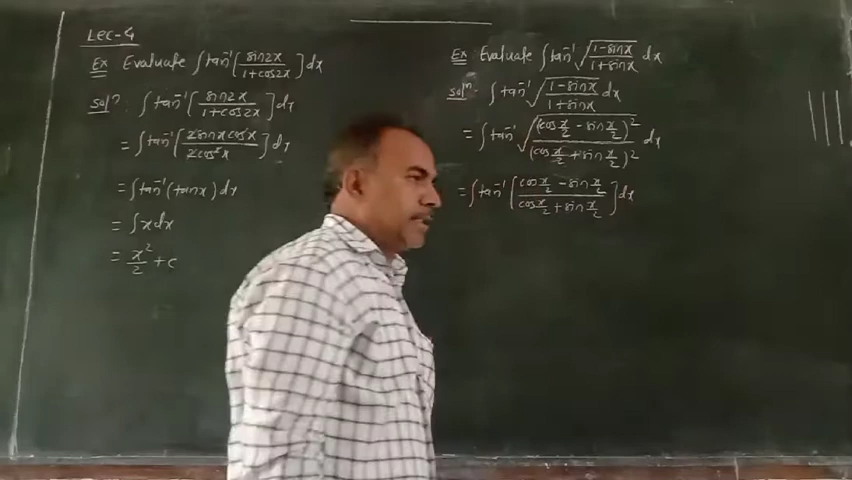 Lec-4
Ex Evaluate ∫tan⁻¹[sin2x/(1+cos2x)]dx
Solⁿ: ∫tan⁻¹[sin2x/(1+cos2x)]dx
=∫tan⁻¹[2sinxcosx/2cos²x]dx
=∫tan⁻¹(tanx)dx
=∫xdx
= x²/2 + c
Ex: Evaluate ∫tan⁻¹√((1-sinx)/(1+sinx)) dx
Solⁿ- ∫tan⁻¹√((1-sinx)/(1+sinx)) dx
=∫tan⁻¹√((cos x/2 - sin x/2)²/(cos x/2 + sin x/2)²) dx
=∫tan⁻¹[(cos x/2 - sin x/2)/(cos x/2 + sin x/2)]dx